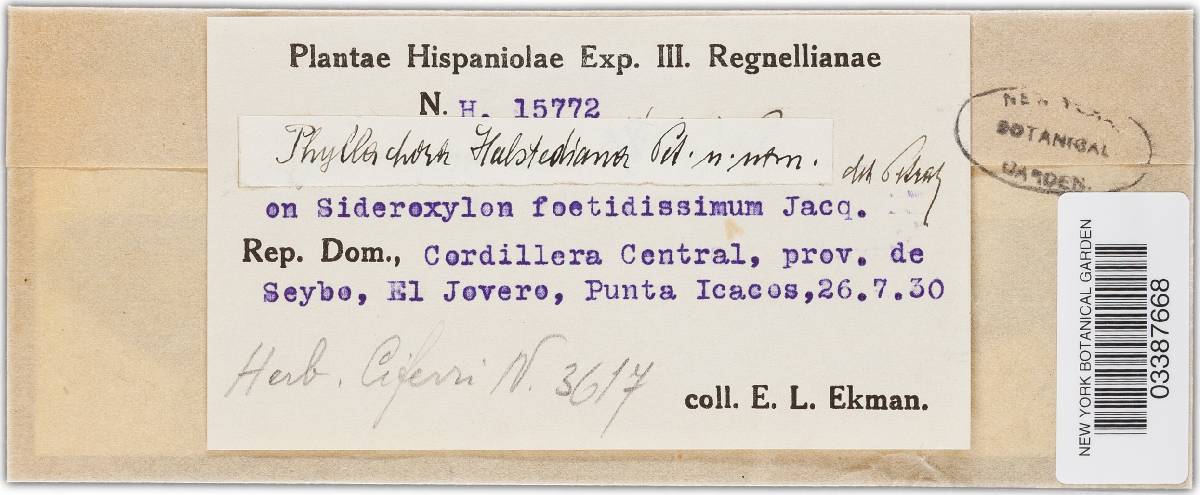 Plantae Hispaniolae Exp. III. Regnellianae
N. H. 15772
Phyllachora Halstediana Pet. n. nom.
det Petrak
on Sideroxylon foetidissimum Jacq.
Rep. Dom., Cordillera Central, prov. de
Seybo, El Jovero, Punta Icacos,26.7.30
Herb. Ciferri N. 3617
coll. E. L. Ekman.
NEW YORK
BOTANICAL
GARDEN.
NEW YORK BOTANICAL GARDEN
03387668